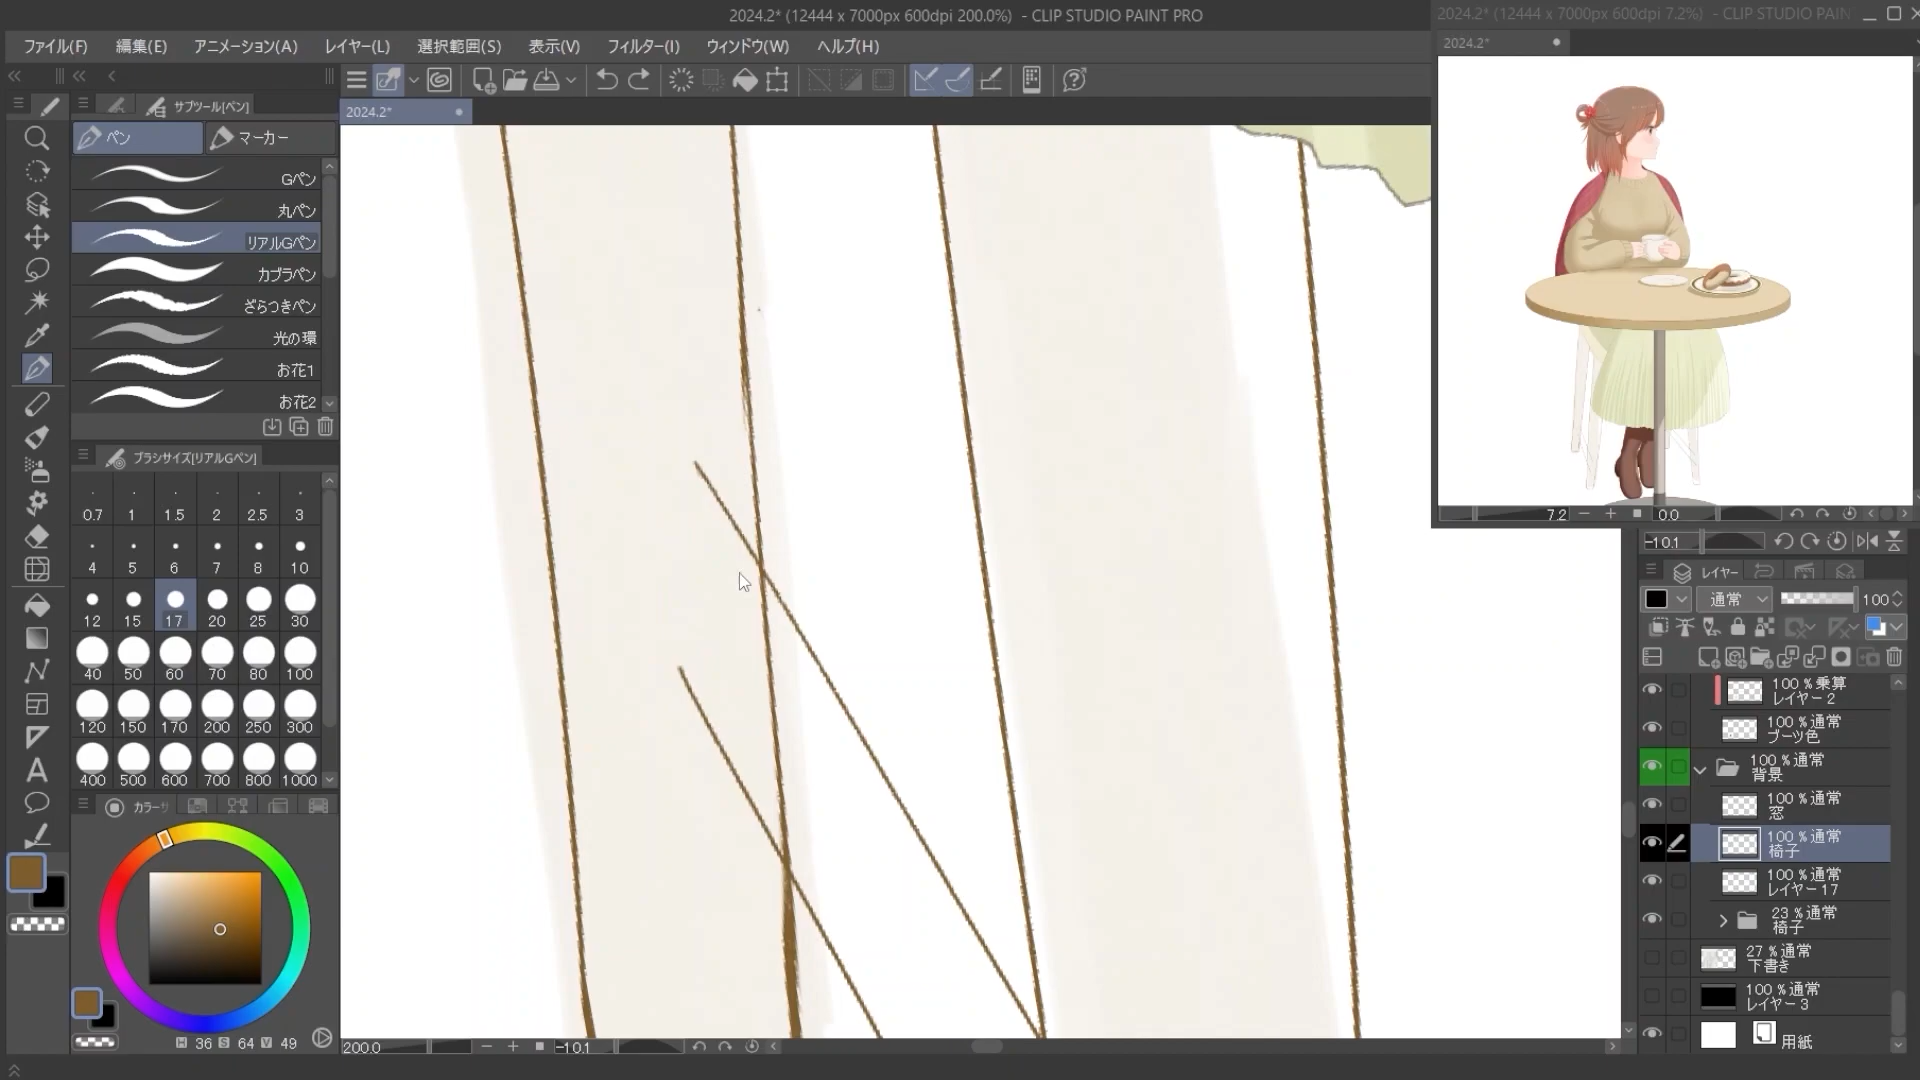 2024.2* (12444 x 7000px 600dpi 200.0%) - CLIP STUDIO PAINT PRO
2024.2* (12444 x 7000px 600dpi 7.2%) - CLIP STUDIO PAIN
ファイル(F) 編集(E) アニメーション(A) レイヤー(L) 選択範囲(S) 表示(V) フィルター(I) ウィンドウ(W) ヘルプ(H)
2024.2*
サブツール[ペン]
2024.2*
ペン
マーカー
Gペン
丸ペン
リアルGペン
カブラペン
ざらつきペン
光の環
お花1
お花2
ブラシサイズ[リアルGペン]
0.7 1 1.5 2 2.5 3
4 5 6 7 8 10
12 15 17 20 25 30
40 50 60 70 80 100
120 150 170 200 250 300
400 500 600 700 800 1000
カラーサ
H 36 S 64 V 49
200.0
-10.1
7.2
0.0
-10.1
レイヤー
通常
100
100 %乗算
レイヤー 2
100 %通常
ブーツ色
100 %通常
背景
100 %通常
窓
100 %通常
椅子
100 %通常
レイヤー 17
23 %通常
椅子
27 %通常
下書き
100 %通常
レイヤー 3
用紙